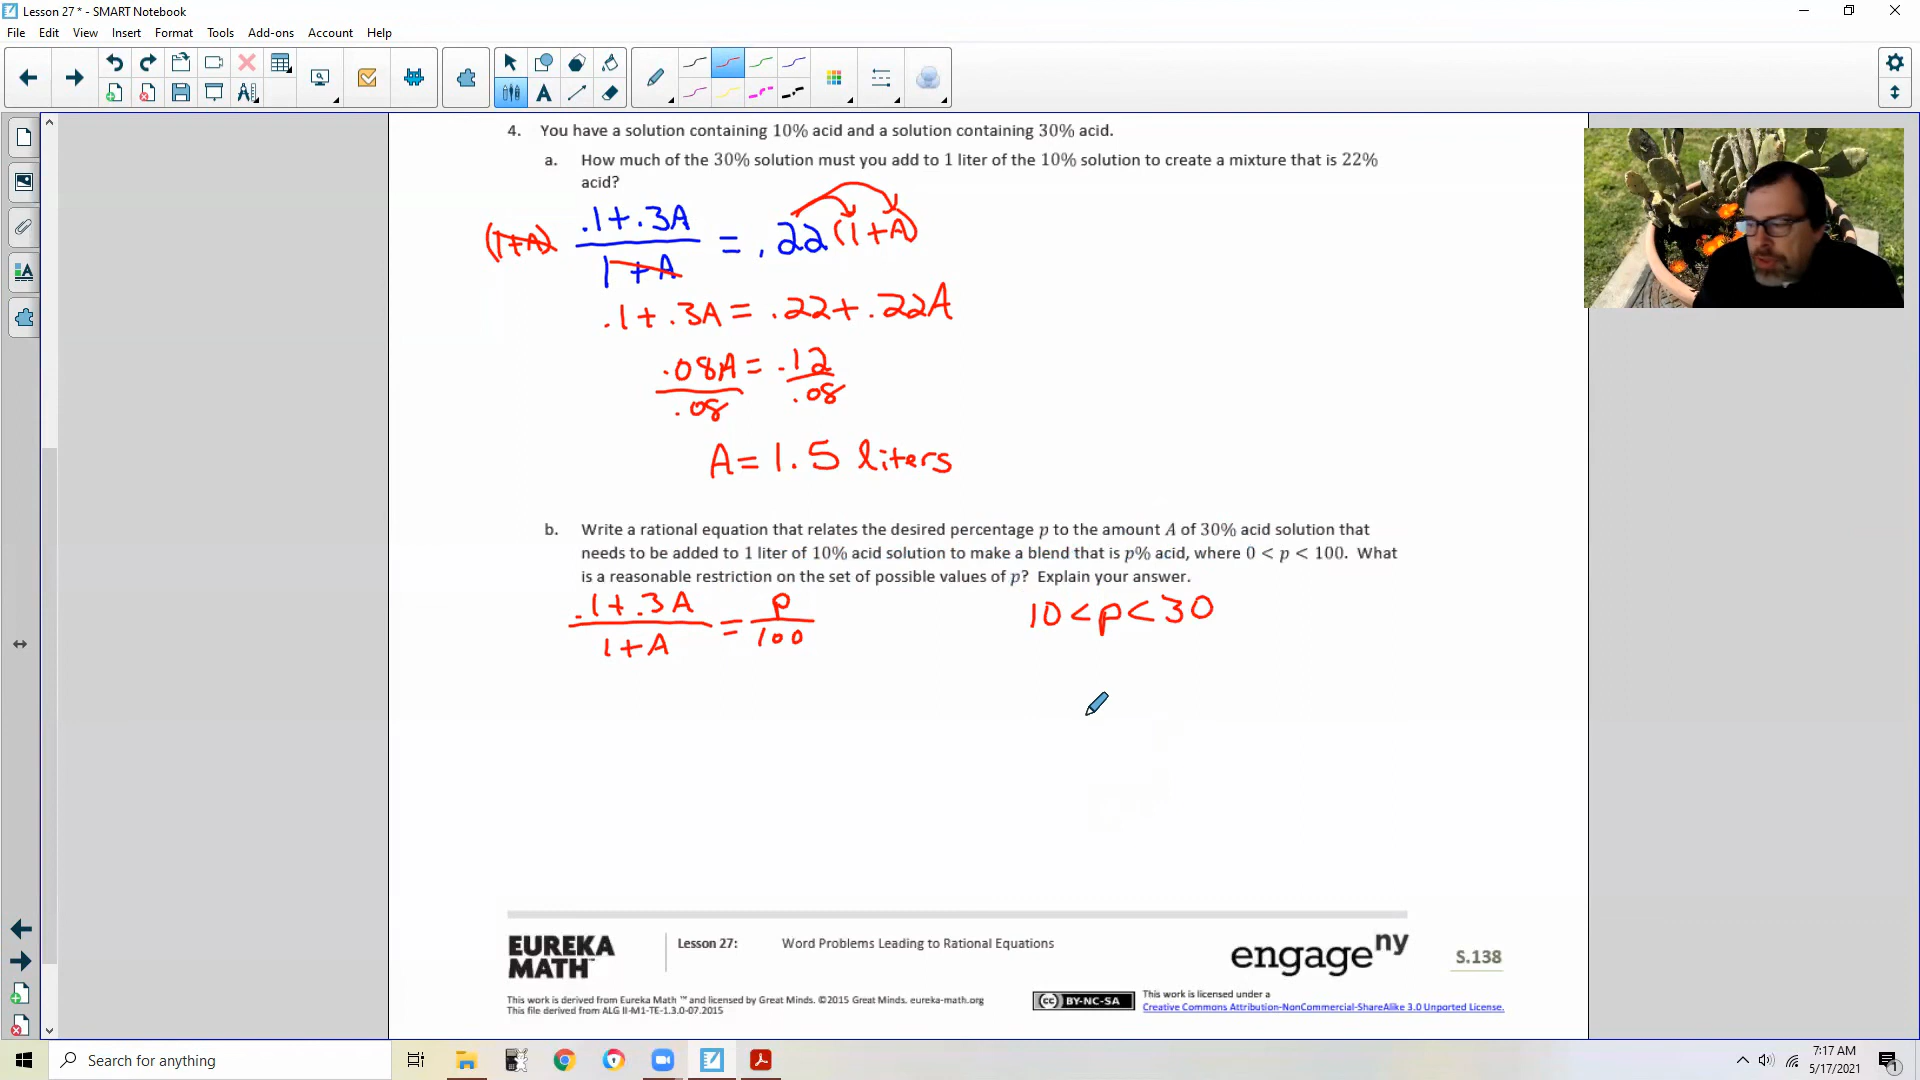 Lesson 27 * - SMART Notebook
File Edit View Insert Format Tools Add-ons Account Help
4. You have a solution containing 10% acid and a solution containing 30% acid.
a. How much of the 30% solution must you add to 1 liter of the 10% solution to create a mixture that is 22%
acid?
(1+A) .1+.3A / 1+A = .22(1+A)
.1+.3A = .22+.22A
.08A = .12
.08 .08
A = 1.5 liters
b. Write a rational equation that relates the desired percentage p to the amount A of 30% acid solution that
needs to be added to 1 liter of 10% acid solution to make a blend that is p% acid, where 0 < p < 100. What
is a reasonable restriction on the set of possible values of p? Explain your answer.
.1+.3A / 1+A = p / 100 10<p<30
EUREKA
MATH™
Lesson 27: Word Problems Leading to Rational Equations
engage ny
S.138
This work is derived from Eureka Math ™ and licensed by Great Minds. ©2015 Great Minds. eureka-math.org
This file derived from ALG II-M1-TE-1.3.0-07.2015
cc BY-NC-SA
This work is licensed under a
Creative Commons Attribution-NonCommercial-ShareAlike 3.0 Unported License.
Search for anything
7:17 AM
5/17/2021
1